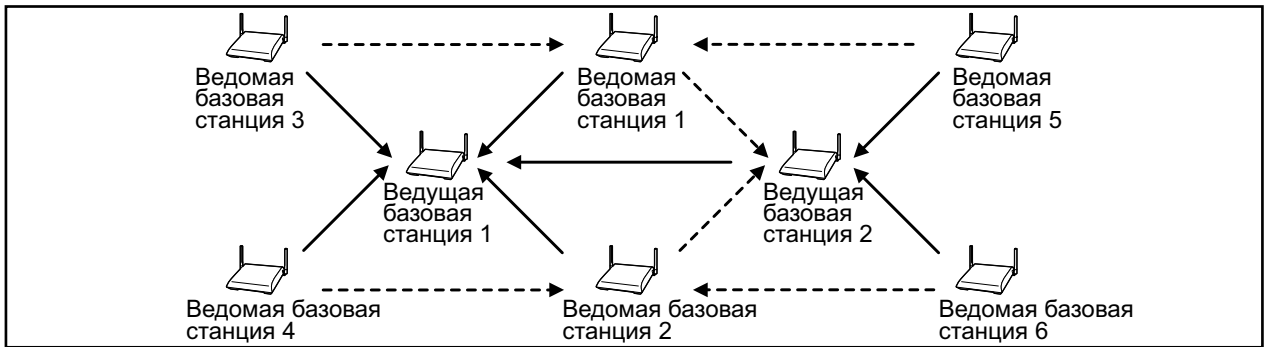 Ведомая
базовая
станция 3
Ведомая
базовая
станция 1
Ведомая
базовая
станция 5
Ведущая
базовая
станция 1
Ведущая
базовая
станция 2
Ведомая базовая
станция 4
Ведомая базовая
станция 2
Ведомая базовая
станция 6